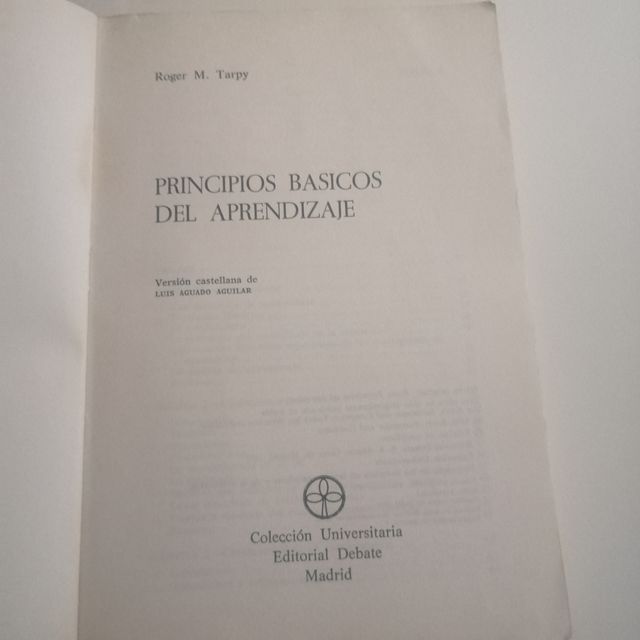 Roger M. Tarpy
PRINCIPIOS BASICOS
DEL APRENDIZAJE
Versión castellana de
LUIS AGUADO AGUILAR
Colección Universitaria
Editorial Debate
Madrid